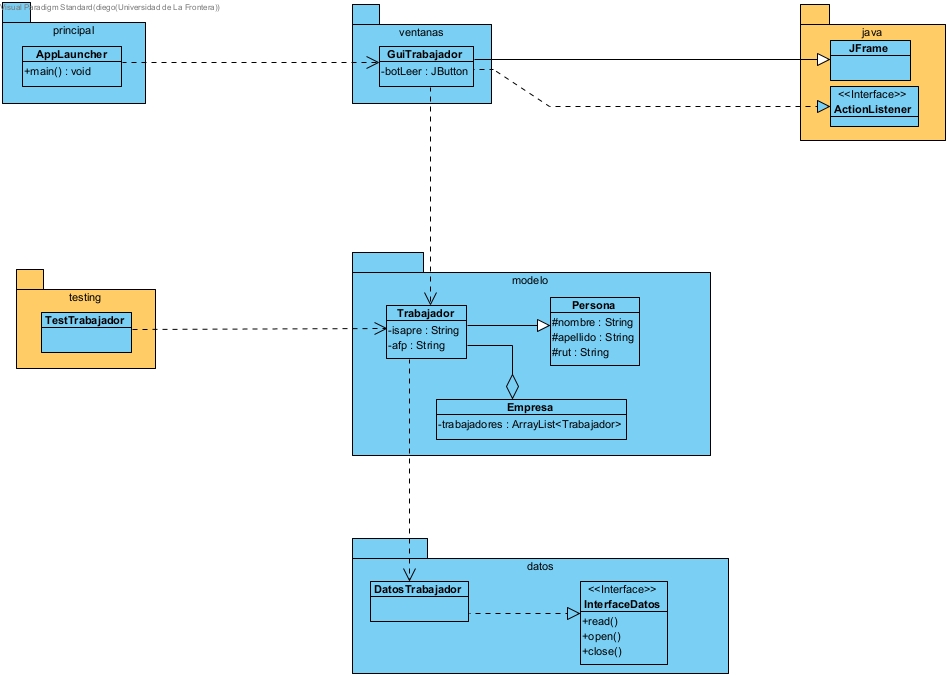 Visual Paradigm Standard(diego(Universidad de La Frontera))
principal
AppLauncher
+main() : void
ventanas
GuiTrabajador
-botLeer : JButton
java
JFrame
<<Interface>>
ActionListener
testing
TestTrabajador
modelo
Trabajador
-isapre : String
-afp : String
Persona
#nombre : String
#apellido : String
#rut : String
Empresa
-trabajadores : ArrayList<Trabajador>
datos
DatosTrabajador
<<Interface>>
InterfaceDatos
+read()
+open()
+close()